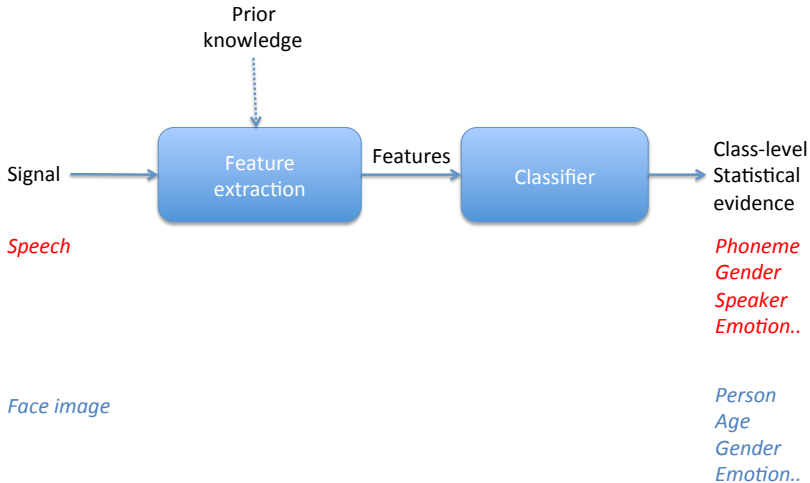 Prior
knowledge
Signal
Feature
extraction
Features
Classifier
Class-level
Statistical
evidence
Speech
Phoneme
Gender
Speaker
Emotion..
Face image
Person
Age
Gender
Emotion..